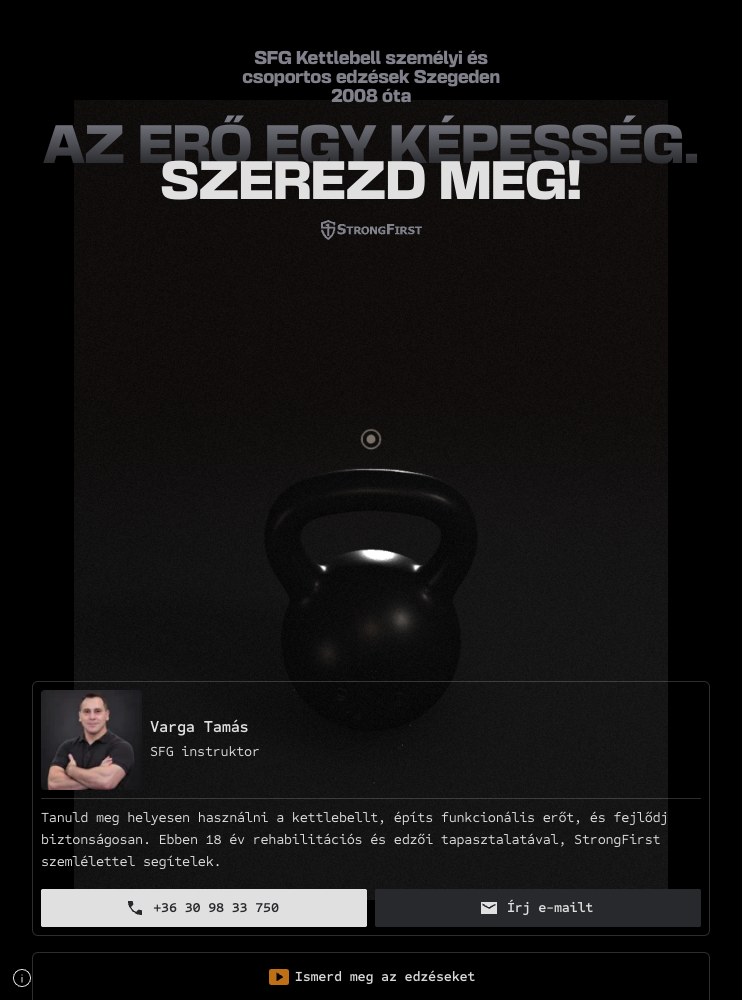 SFG Kettlebell személyi és
csoportos edzések Szegeden
2008 óta
AZ ERŐ EGY KÉPESSÉG.
SZEREZD MEG!
STRONGFIRST
Varga Tamás
SFG instruktor
Tanuld meg helyesen használni a kettlebellt, építs funkcionális erőt, és fejlődj
biztonságosan. Ebben 18 év rehabilitációs és edzői tapasztalatával, StrongFirst
szemlélettel segítelek.
+36 30 98 33 750
Írj e-mailt
Ismerd meg az edzéseket